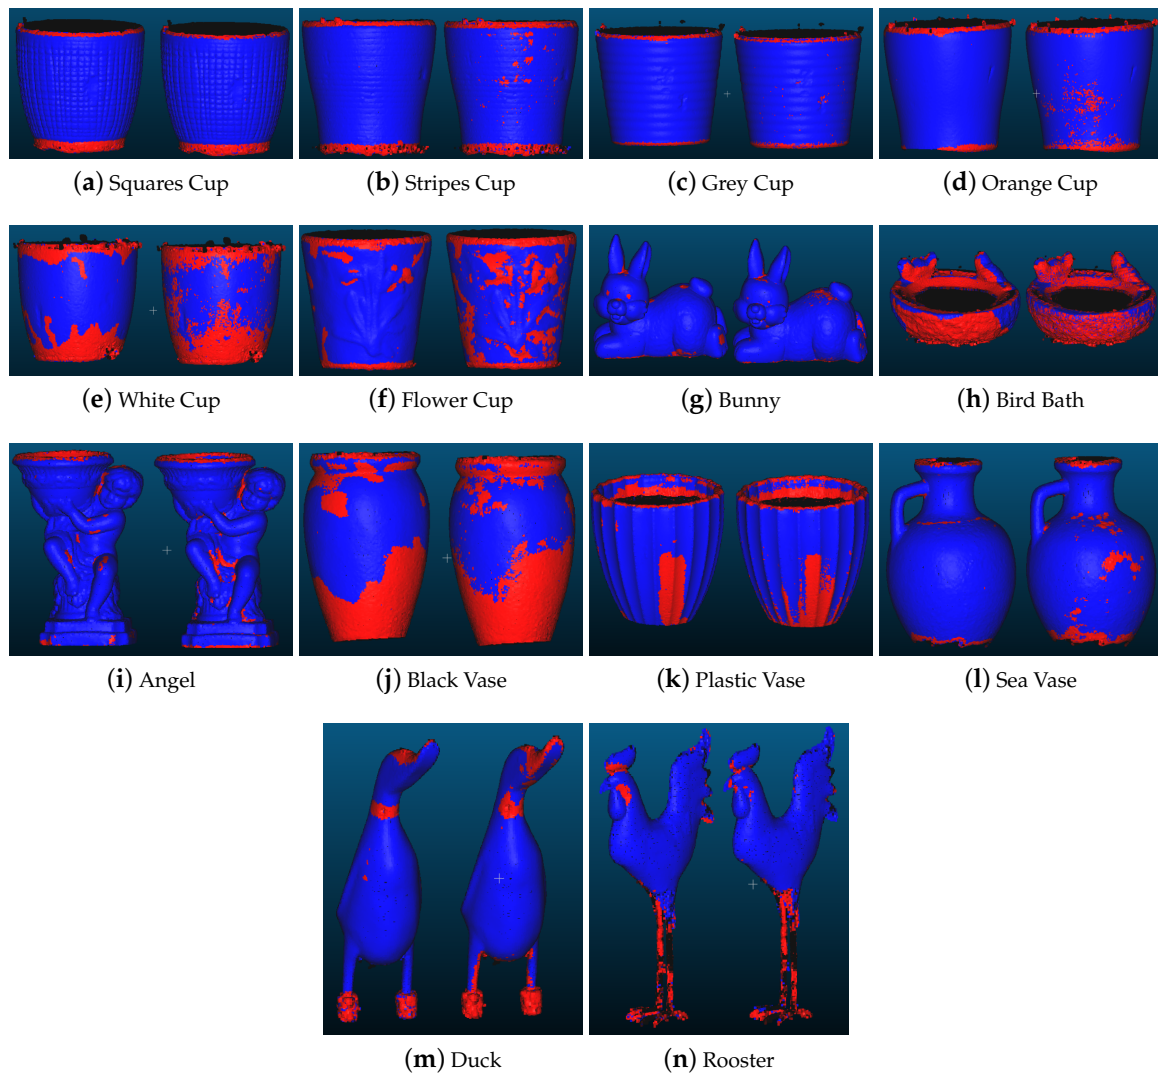 (a) Squares Cup
(b) Stripes Cup
(c) Grey Cup
(d) Orange Cup
(e) White Cup
(f) Flower Cup
(g) Bunny
(h) Bird Bath
(i) Angel
(j) Black Vase
(k) Plastic Vase
(l) Sea Vase
(m) Duck
(n) Rooster